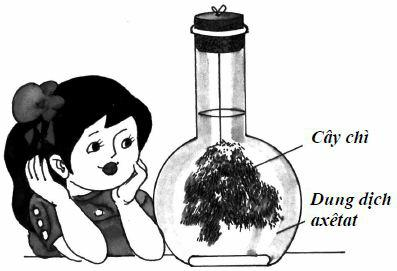 Cây chì
Dung dịch
axêtat